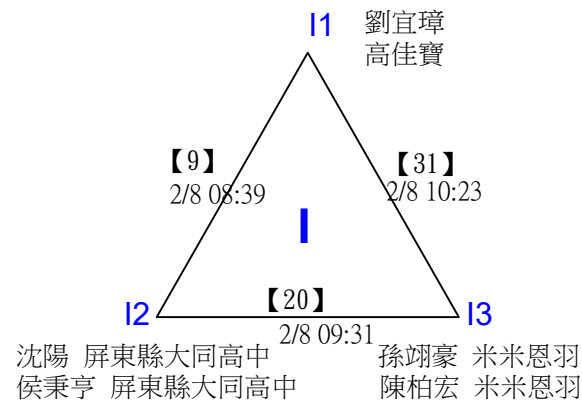 I1 劉宜璋
高佳寶
【9】 【31】
2/8 08:39 2/8 10:23
I
I2 【20】 I3
2/8 09:31
沈陽 屏東縣大同高中 孫翊豪 米米恩羽
侯秉亨 屏東縣大同高中 陳柏宏 米米恩羽